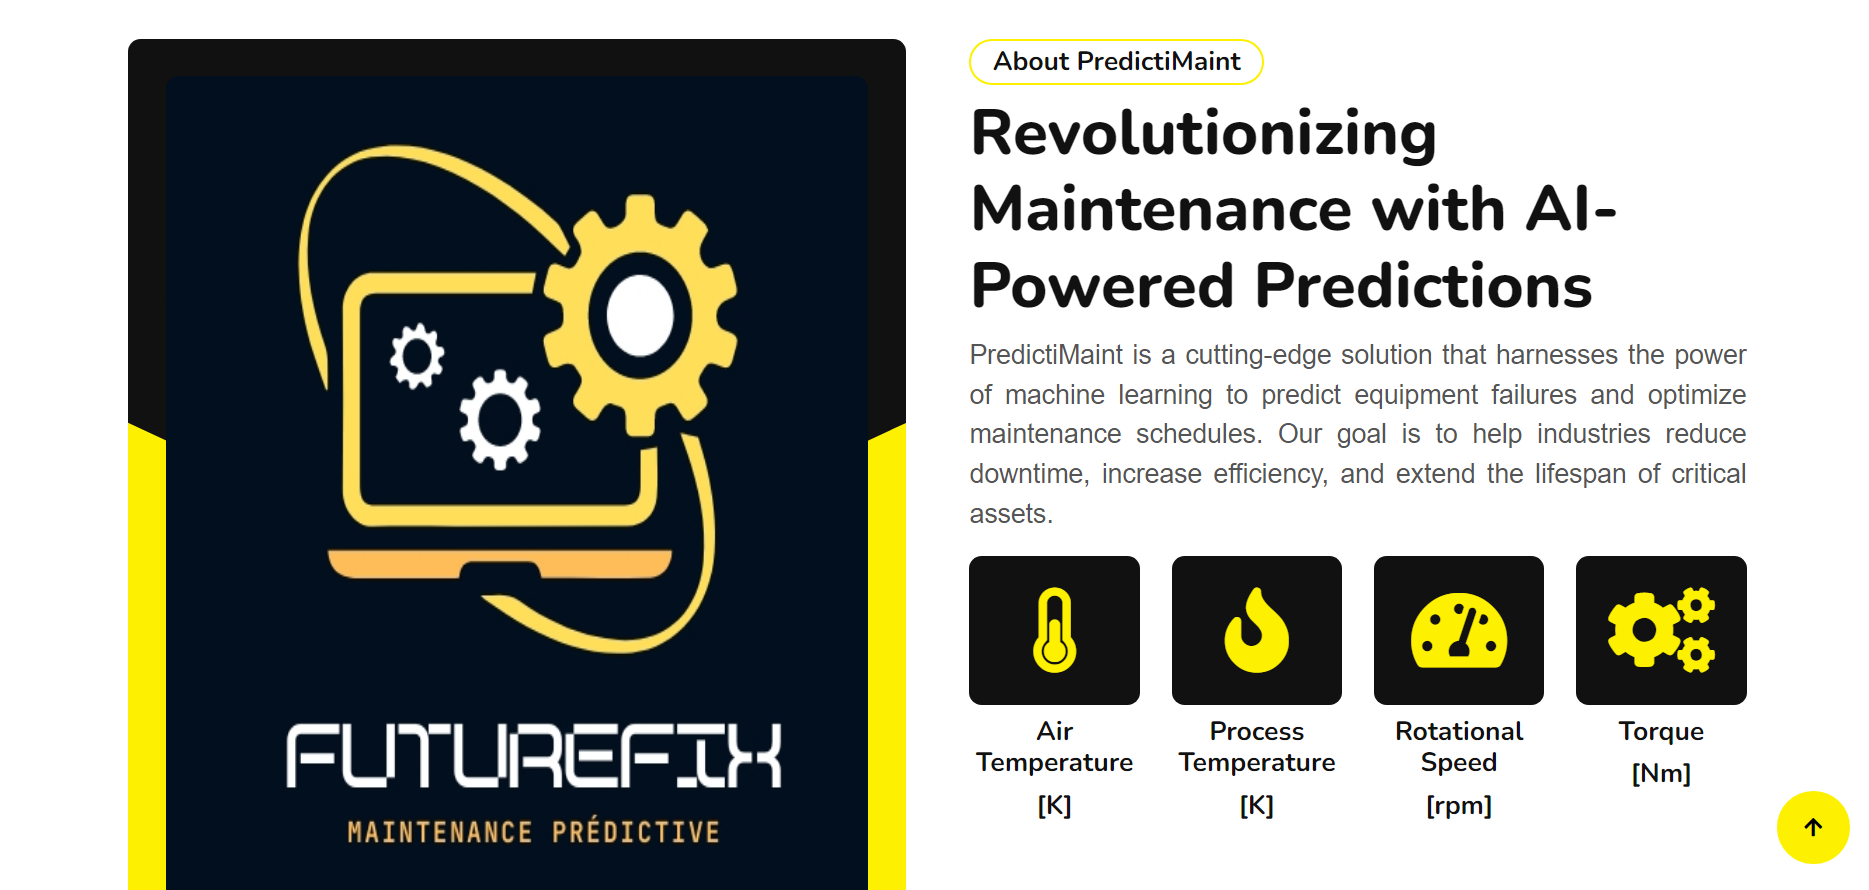 FUTUREFIX
MAINTENANCE PRÉDICTIVE
About PredictiMaint
Revolutionizing
Maintenance with AI-
Powered Predictions
PredictiMaint is a cutting-edge solution that harnesses the power
of machine learning to predict equipment failures and optimize
maintenance schedules. Our goal is to help industries reduce
downtime, increase efficiency, and extend the lifespan of critical
assets.
Air
Temperature
[K]
Process
Temperature
[K]
Rotational
Speed
[rpm]
Torque
[Nm]